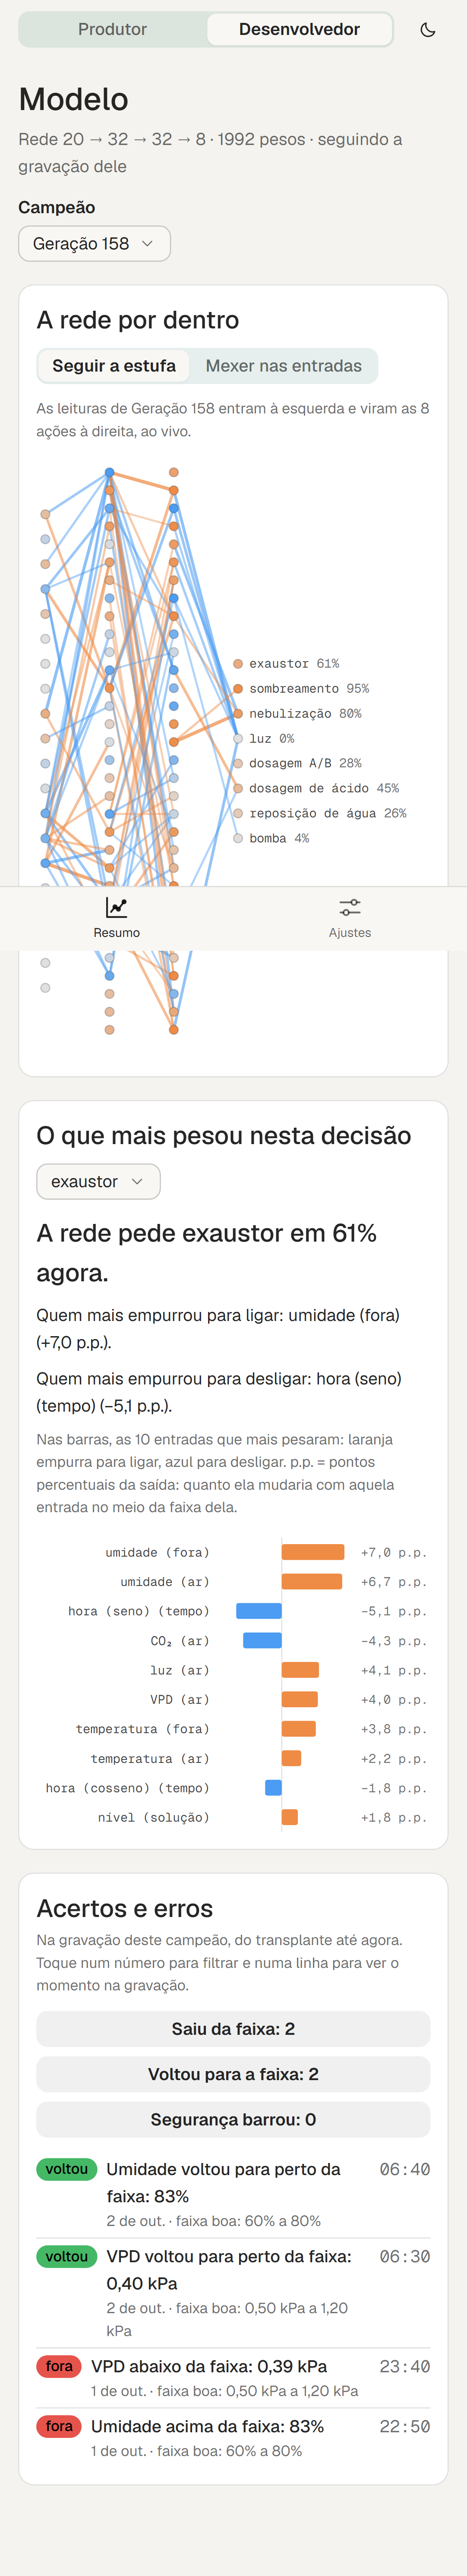 Produtor
Desenvolvedor
Modelo
Rede 20 → 32 → 32 → 8 · 1992 pesos · seguindo a
gravação dele
Campeão
Geração 158
A rede por dentro
Seguir a estufa
Mexer nas entradas
As leituras de Geração 158 entram à esquerda e viram as 8
ações à direita, ao vivo.
exaustor 61%
sombreamento 95%
nebulização 80%
luz 0%
dosagem A/B 28%
dosagem de ácido 45%
reposição de água 26%
bomba 4%
Resumo
Ajustes
O que mais pesou nesta decisão
exaustor
A rede pede exaustor em 61%
agora.
Quem mais empurrou para ligar: umidade (fora)
(+7,0 p.p.).
Quem mais empurrou para desligar: hora (seno)
(tempo) (−5,1 p.p.).
Nas barras, as 10 entradas que mais pesaram: laranja
empurra para ligar, azul para desligar. p.p. = pontos
percentuais da saída: quanto ela mudaria com aquela
entrada no meio da faixa dela.
umidade (fora) +7,0 p.p.
umidade (ar) +6,7 p.p.
hora (seno) (tempo) −5,1 p.p.
CO₂ (ar) −4,3 p.p.
luz (ar) +4,1 p.p.
VPD (ar) +4,0 p.p.
temperatura (fora) +3,8 p.p.
temperatura (ar) +2,2 p.p.
hora (cosseno) (tempo) −1,8 p.p.
nível (solução) +1,8 p.p.
Acertos e erros
Na gravação deste campeão, do transplante até agora.
Toque num número para filtrar e numa linha para ver o
momento na gravação.
Saiu da faixa: 2
Voltou para a faixa: 2
Segurança barrou: 0
voltou Umidade voltou para perto da 06:40
faixa: 83%
2 de out. · faixa boa: 60% a 80%
voltou VPD voltou para perto da faixa: 06:30
0,40 kPa
2 de out. · faixa boa: 0,50 kPa a 1,20
kPa
fora VPD abaixo da faixa: 0,39 kPa 23:40
1 de out. · faixa boa: 0,50 kPa a 1,20 kPa
fora Umidade acima da faixa: 83% 22:50
1 de out. · faixa boa: 60% a 80%